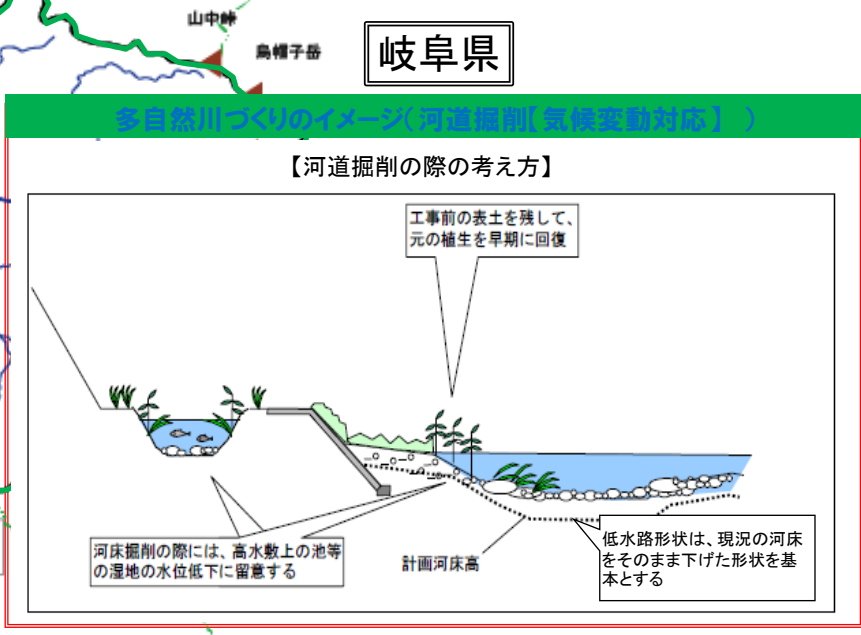 山中峠
烏帽子岳
岐阜県
多自然川づくりのイメージ(河道掘削【気候変動対応】 )
【河道掘削の際の考え方】
工事前の表土を残して、
元の植生を早期に回復
河床掘削の際には、高水敷上の池等
の湿地の水位低下に留意する
計画河床高
低水路形状は、現況の河床
をそのまま下げた形状を基
本とする